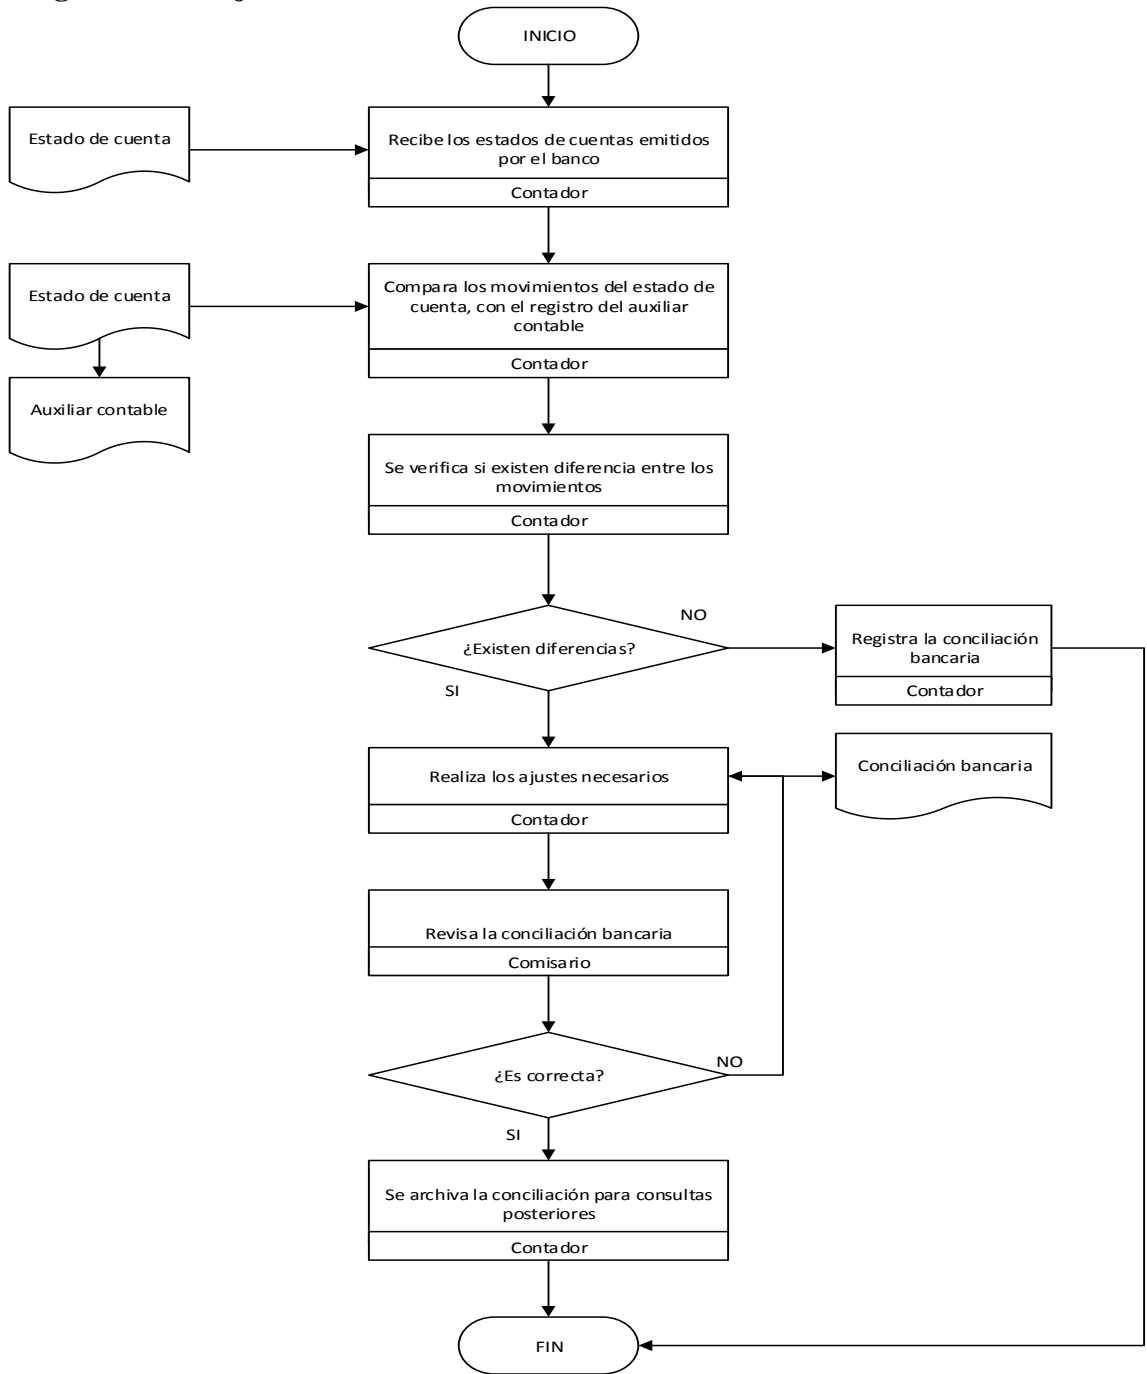 INICIO
Estado de cuenta
Recibe los estados de cuentas emitidos
por el banco
Contador
Estado de cuenta
Compara los movimientos del estado de
cuenta, con el registro del auxiliar
contable
Contador
Auxiliar contable
Se verifica si existen diferencia entre los
movimientos
Contador
¿Existen diferencias?
NO
SI
Registra la conciliación
bancaria
Contador
Realiza los ajustes necesarios
Contador
Conciliación bancaria
Revisa la conciliación bancaria
Comisario
¿Es correcta?
NO
SI
Se archiva la conciliación para consultas
posteriores
Contador
FIN